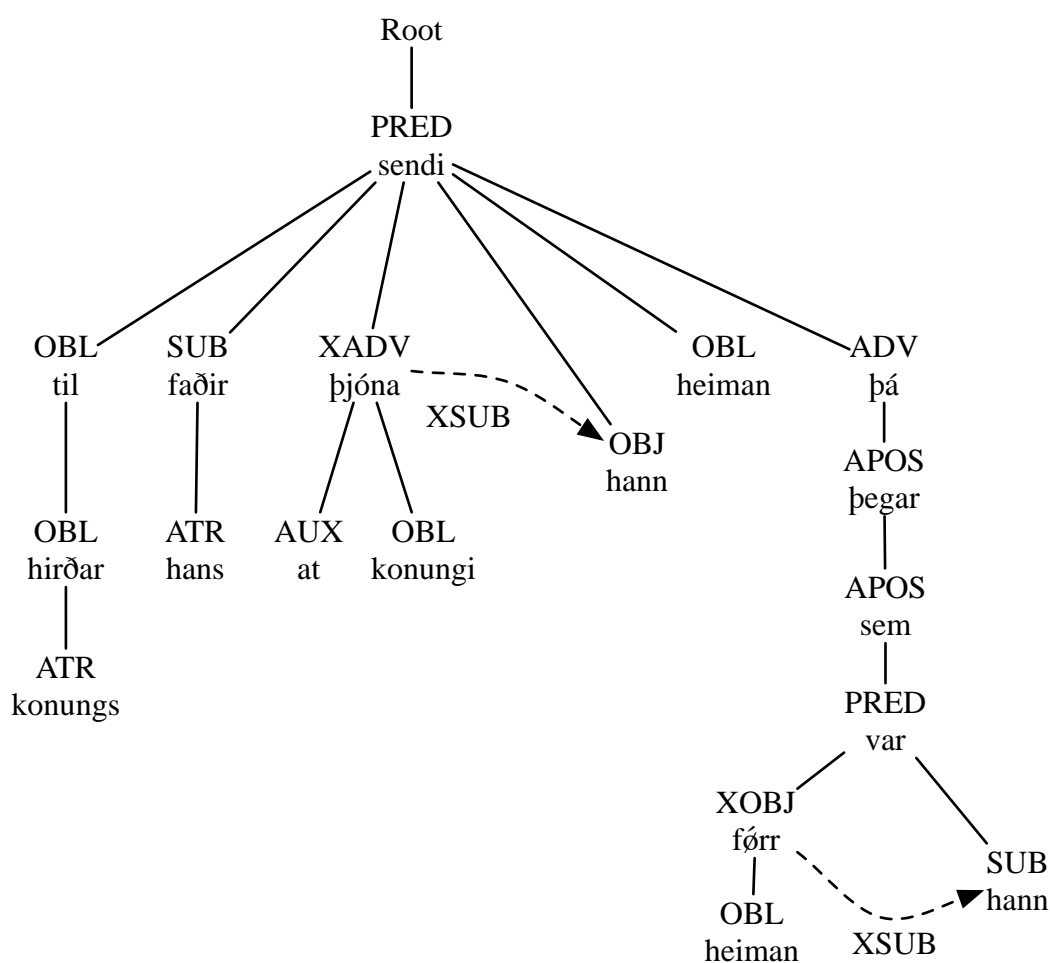 Root
PRED
sendi
OBL SUB XADV OBL ADV
til faðir þjóna heiman þá
XSUB
OBJ
hann
APOS
þegar
OBL ATR AUX OBL
hirðar hans at konungi
APOS
sem
ATR
konungs
PRED
var
XOBJ
fǿrr
SUB
hann
OBL
heiman
XSUB